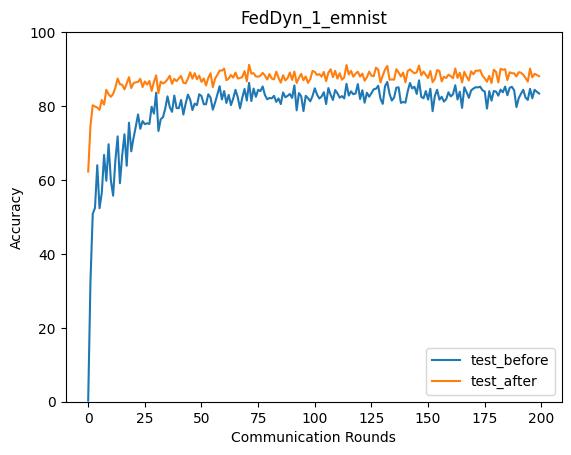 FedDyn_1_emnist
100
80
60
40
20
0
Accuracy
0 25 50 75 100 125 150 175 200
Communication Rounds
test_before
test_after